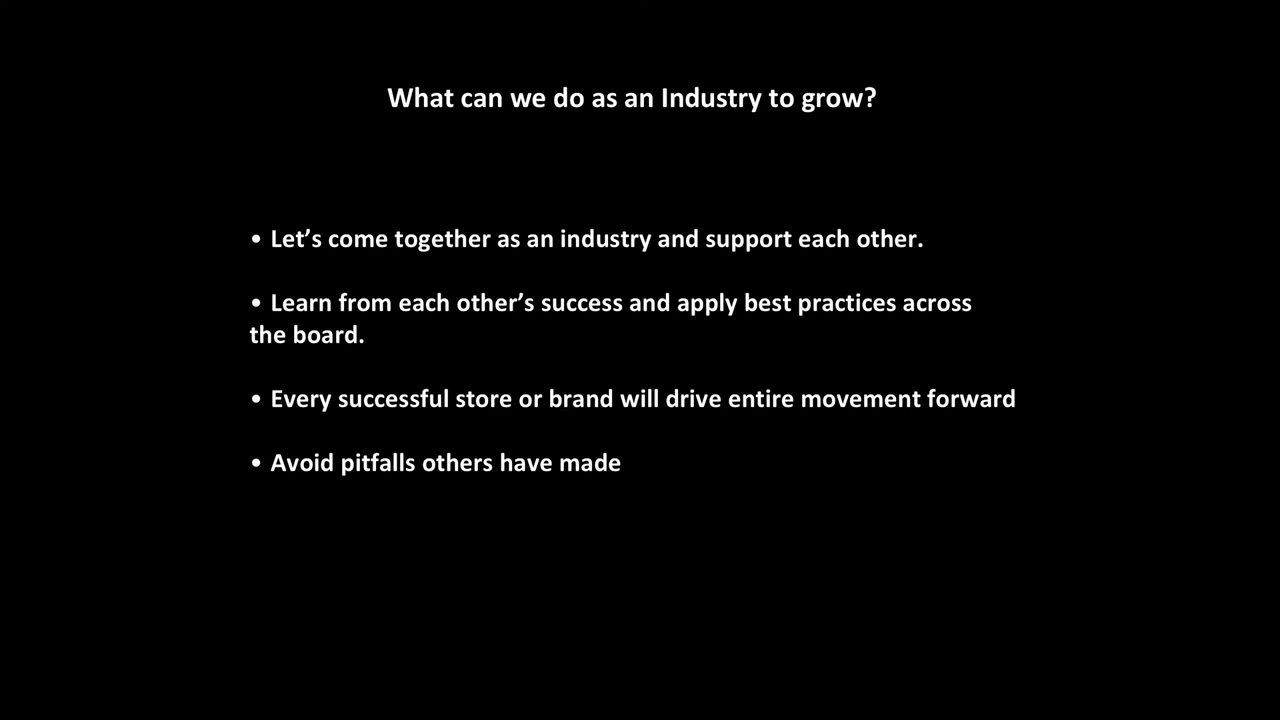 What can we do as an Industry to grow?
• Let’s come together as an industry and support each other.
• Learn from each other’s success and apply best practices across
the board.
• Every successful store or brand will drive entire movement forward
• Avoid pitfalls others have made